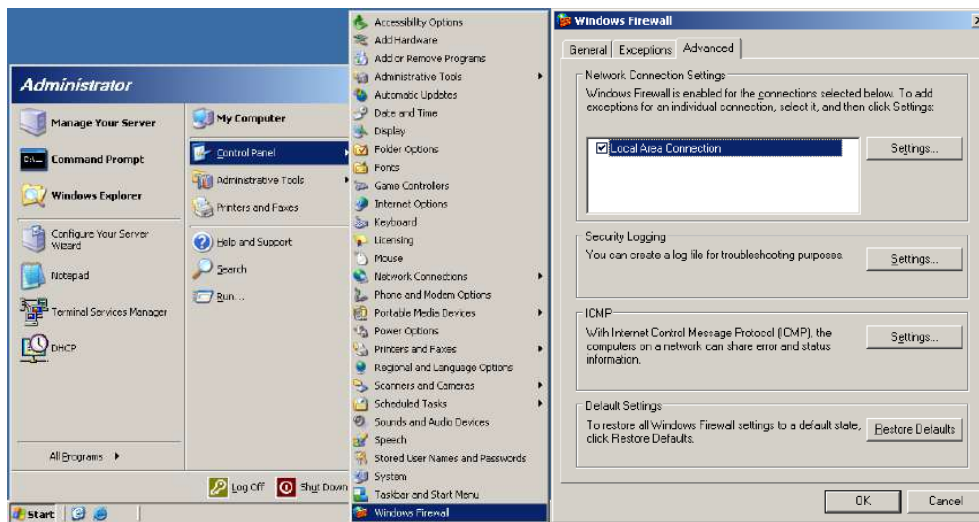 Administrator
Manage Your Server
Command Prompt
Windows Explorer
Configure Your Server
Wizard
Notepad
Terminal Services Manager
DHCP
All Programs
My Computer
Control Panel
Administrative Tools
Printers and Faxes
Help and Support
Search
Run...
Log Off
Shut Down
Start
Accessibility Options
Add Hardware
Add or Remove Programs
Administrative Tools
Automatic Updates
Date and Time
Display
Folder Options
Fonts
Game Controllers
Internet Options
Keyboard
Licensing
Mouse
Network Connections
Phone and Modem Options
Portable Media Devices
Power Options
Printers and Faxes
Regional and Language Options
Scanners and Cameras
Scheduled Tasks
Sounds and Audio Devices
Speech
Stored User Names and Passwords
System
Taskbar and Start Menu
Windows Firewall
Windows Firewall
General Exceptions Advanced
Network Connection Settings
Windows Firewall is enabled for the connections selected
below. To add
exceptions for an individual connection, select it, and then click Settings:
Local Area Connection
Settings...
Security Logging
You can create a log file for troubleshooting purposes.
Settings...
ICMP
With Internet Control Message Protocol (ICMP), the
computers on a network can share error and status
information.
Settings...
Default Settings
To restore all Windows Firewall settings to a default state,
click Restore Defaults.
Restore Defaults
OK Cancel